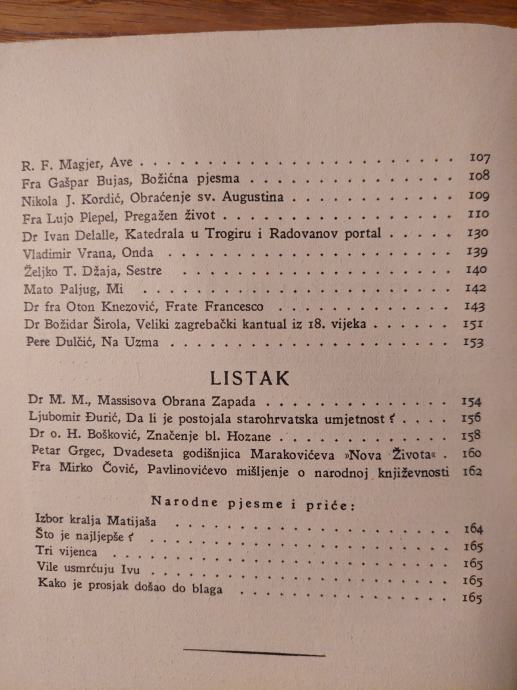 R. F. Magjer, Ave . . . . . . . . . . . . . . . . . . . . . 107
Fra Gašpar Bujas, Božićna pjesma . . . . . . . . . . . . . . 108
Nikola J. Kordić, Obraćenje sv. Augustina . . . . . . . . . . . 109
Fra Lujo Plepel, Pregažen život . . . . . . . . . . . . . . . 110
Dr Ivan Delalle, Katedrala u Trogiru i Radovanov portal . . . . . 130
Vladimir Vrana, Onda . . . . . . . . . . . . . . . . . . 139
Željko T. Džaja, Sestre . . . . . . . . . . . . . . . . . . 140
Mato Paljug, Mi . . . . . . . . . . . . . . . . . . . . 142
Dr fra Oton Knezović, Frate Francesco . . . . . . . . . . . . 143
Dr Božidar Širola, Veliki zagrebački kantual iz 18. vijeka . . . . . . 151
Pere Dulčić, Na Uzma . . . . . . . . . . . . . . . . . . 153
LISTAK
Dr M. M., Massisova Obrana Zapada . . . . . . . . . . . . . 154
Ljubomir Đurić, Da li je postojala starohrvatska umjetnost? . . . . 156
Dr o. H. Bošković, Značenje bl. Hozane . . . . . . . . . . . . 158
Petar Grgec, Dvadeseta godišnjica Marakovićeva »Nova Života« . 160
Fra Mirko Čović, Pavlinovićevo mišljenje o narodnoj književnosti 162
Narodne pjesme i priće:
Izbor kralja Matijaša . . . . . . . . . . . . . . . . . . 164
Što je najljepše? . . . . . . . . . . . . . . . . . . . . 165
Tri vijenca . . . . . . . . . . . . . . . . . . . . . . 165
Vile usmrćuju Ivu . . . . . . . . . . . . . . . . . . . 165
Kako je prosjak došao do blaga . . . . . . . . . . . . . . 165